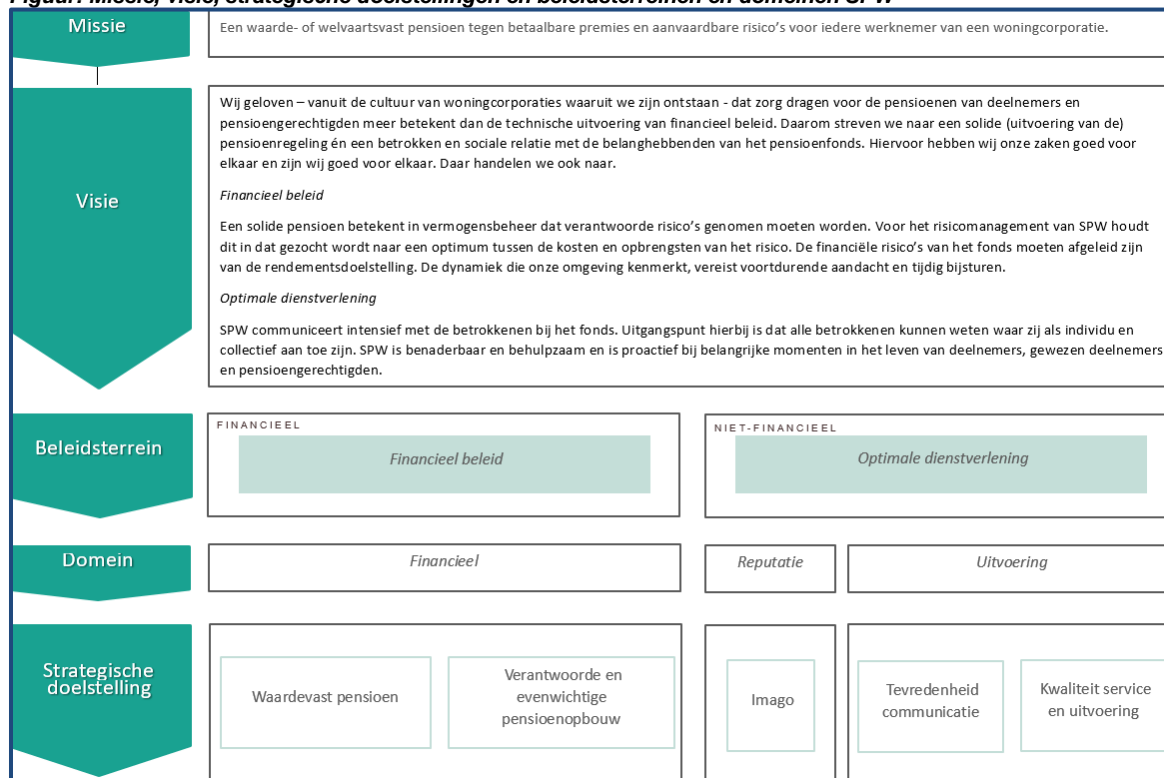 Figuur: Missie, visie, strategische doelstellingen en beleidsterreinen en domeinen SPW
Missie
Een waarde- of welvaartsvast pensioen tegen betaalbare premies en aanvaardbare risico's voor iedere werknemer van een woningcorporatie.
Visie
Wij geloven – vanuit de cultuur van woningcorporaties waaruit we zijn ontstaan - dat zorg dragen voor de pensioenen van deelnemers en
pensioengerechtigden meer betekent dan de technische uitvoering van financieel beleid. Daarom streven we naar een solide (uitvoering van de)
pensioenregeling én een betrokken en sociale relatie met de belanghebbenden van het pensioenfonds. Hiervoor hebben wij onze zaken goed voor
elkaar en zijn wij goed voor elkaar. Daar handelen we ook naar.
Financieel beleid
Een solide pensioen betekent in vermogensbeheer dat verantwoorde risico's genomen moeten worden. Voor het risicomanagement van SPW houdt
dit in dat gezocht wordt naar een optimum tussen de kosten en opbrengsten van het risico. De financiële risico's van het fonds moeten afgeleid zijn
van de rendementsdoelstelling. De dynamiek die onze omgeving kenmerkt, vereist voortdurende aandacht en tijdig bijsturen.
Optimale dienstverlening
SPW communiceert intensief met de betrokkenen bij het fonds. Uitgangspunt hierbij is dat alle betrokkenen kunnen weten waar zij als individu en
collectief aan toe zijn. SPW is benaderbaar en behulpzaam en is proactief bij belangrijke momenten in het leven van deelnemers, gewezen deelnemers
en pensioengerechtigden.
Beleidsterrein
FINANCIEEL
Financieel beleid
NIET-FINANCIEEL
Optimale dienstverlening
Domein
Financieel
Reputatie
Uitvoering
Strategische
doelstelling
Waardevast pensioen
Verantwoorde en
evenwichtige
pensioenopbouw
Imago
Tevredenheid
communicatie
Kwaliteit service
en uitvoering